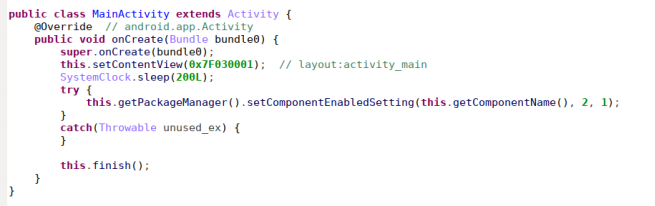 public class MainActivity extends Activity {
    @Override  // android.app.Activity
    public void onCreate(Bundle bundle0) {
        super.onCreate(bundle0);
        this.setContentView(0x7F030001);  // layout:activity_main
        SystemClock.sleep(200L);
        try {
            this.getPackageManager().setComponentEnabledSetting(this.getComponentName(), 2, 1);
        }
        catch(Throwable unused_ex) {
        }

        this.finish();
    }
}